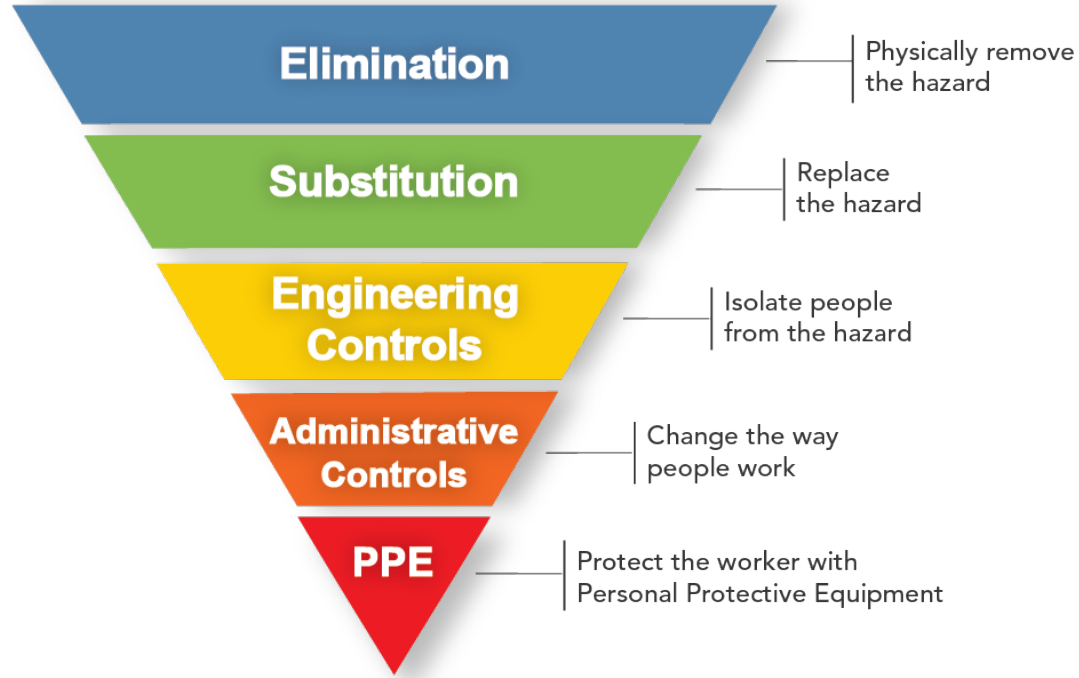 Elimination
Physically remove
the hazard
Substitution
Replace
the hazard
Engineering
Controls
Isolate people
from the hazard
Administrative
Controls
Change the way
people work
PPE
Protect the worker with
Personal Protective Equipment